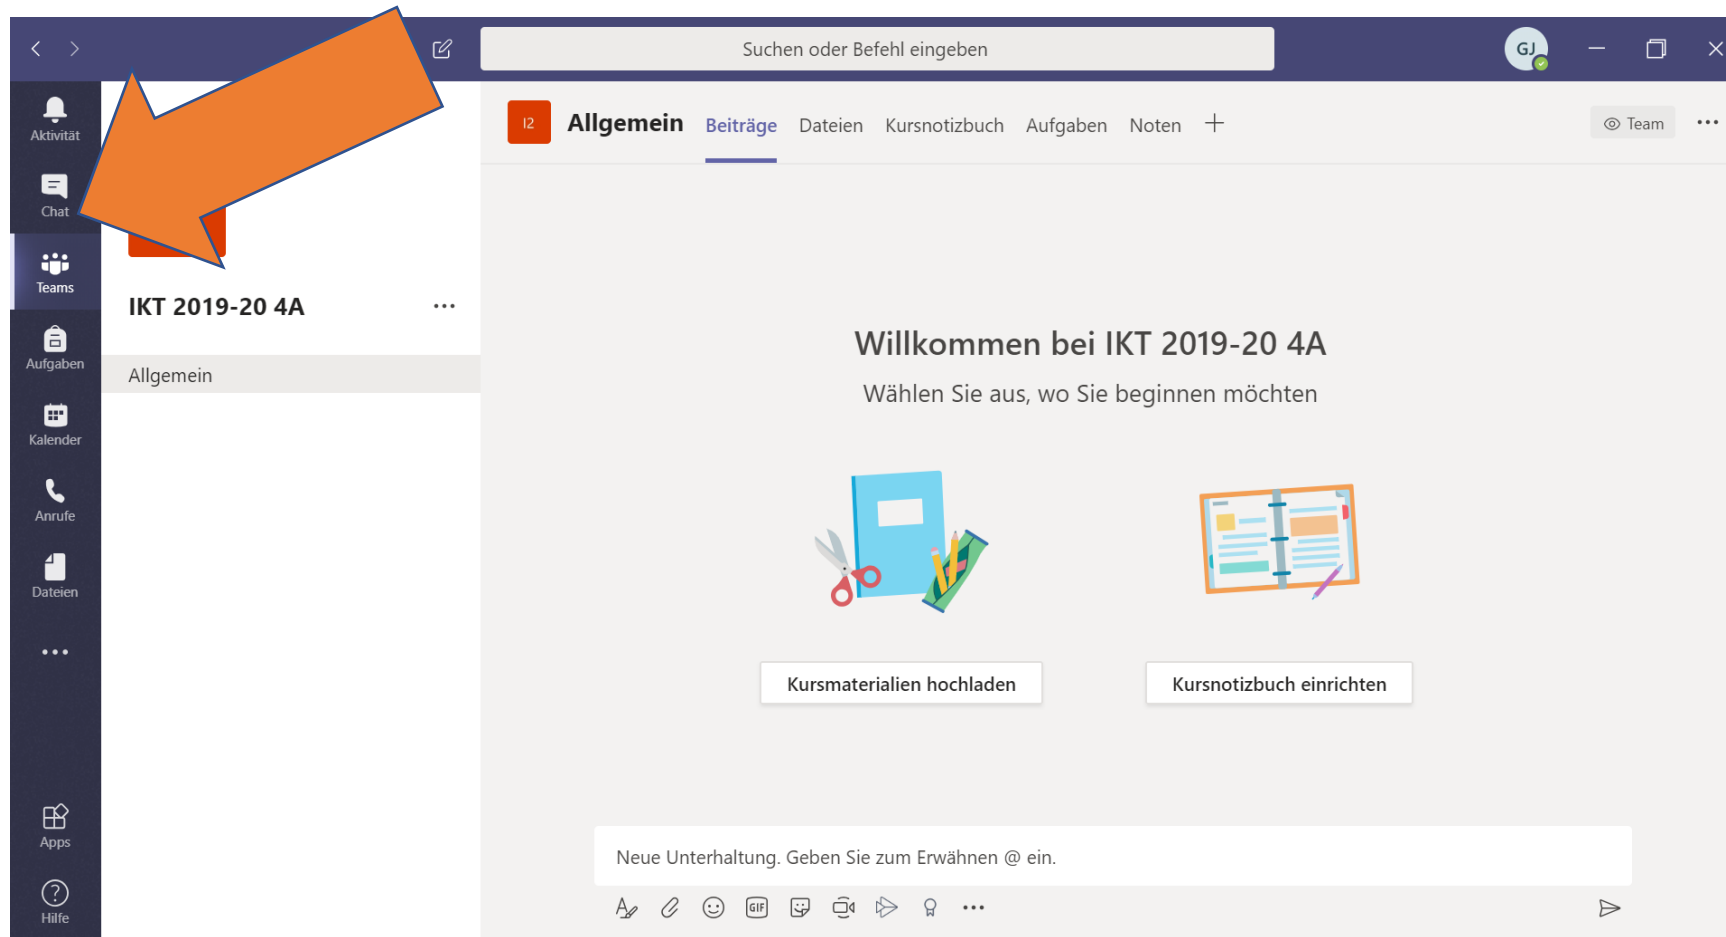 Suchen oder Befehl eingeben
GJ
Aktivität
Chat
Teams
Aufgaben
Kalender
Anrufe
Dateien
Apps
Hilfe
IKT 2019-20 4A
Allgemein
I2 Allgemein Beiträge Dateien Kursnotizbuch Aufgaben Noten
Team
Willkommen bei IKT 2019-20 4A
Wählen Sie aus, wo Sie beginnen möchten
Kursmaterialien hochladen
Kursnotizbuch einrichten
Neue Unterhaltung. Geben Sie zum Erwähnen @ ein.
GIF